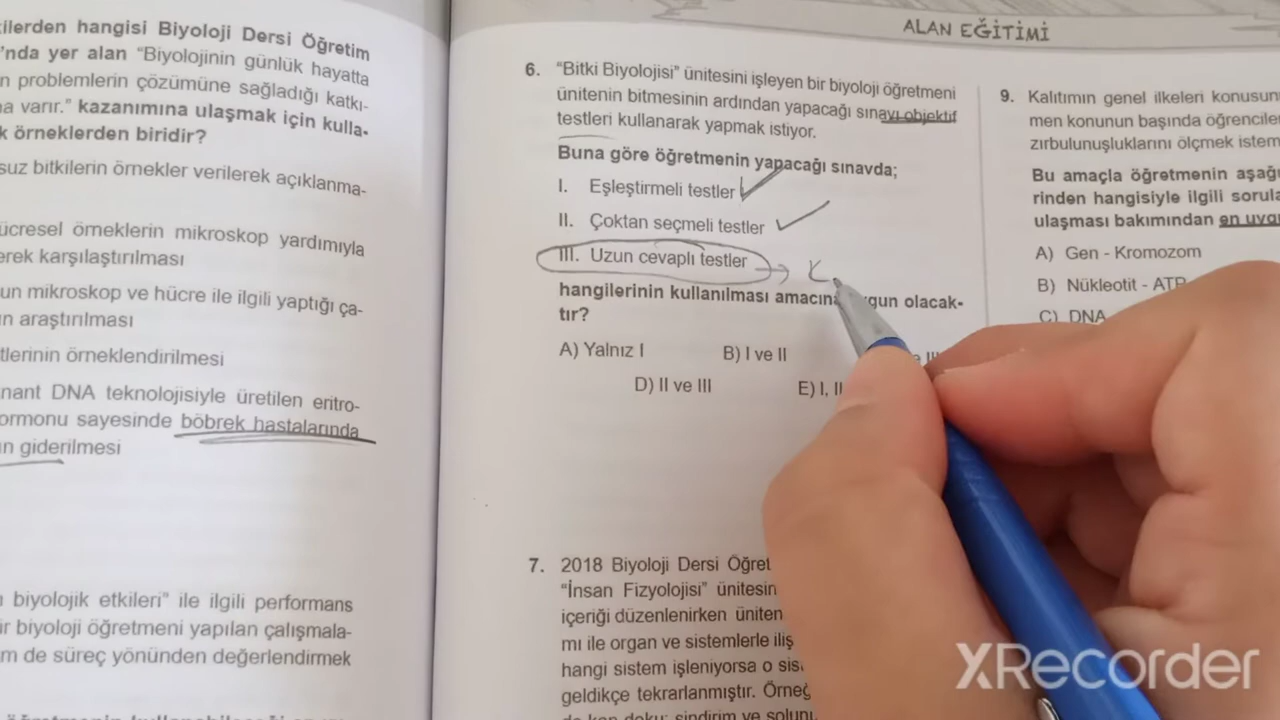 ilerden hangisi Biyoloji Dersi Öğretim
'nda yer alan “Biyolojinin günlük hayatta
n problemlerin çözümüne sağladığı katkı-
na varır.” kazanımına ulaşmak için kulla-
k örneklerden biridir?
suz bitkilerin örnekler verilerek açıklanma-
ücresel örneklerin mikroskop yardımıyla
erek karşılaştırılması
un mikroskop ve hücre ile ilgili yaptığı ça-
n araştırılması
tlerinin örneklendirilmesi
nant DNA teknolojisiyle üretilen eritro-
ormonu sayesinde böbrek hastalarında
n giderilmesi
n biyolojik etkileri” ile ilgili performans
ir biyoloji öğretmeni yapılan çalışmala-
m de süreç yönünden değerlendirmek
ALAN EĞİTİMİ
6. “Bitki Biyolojisi” ünitesini işleyen bir biyoloji öğretmeni
ünitenin bitmesinin ardından yapacağı sınavı objektif
testleri kullanarak yapmak istiyor.
Buna göre öğretmenin yapacağı sınavda;
I. Eşleştirmeli testler
II. Çoktan seçmeli testler
III. Uzun cevaplı testler
hangilerinin kullanılması amacına uygun olacak-
tır?
A) Yalnız I B) I ve II
D) II ve III E) I, II
7. 2018 Biyoloji Dersi Öğret
“İnsan Fizyolojisi” ünitesin
içeriği düzenlenirken üniten
mı ile organ ve sistemlerle iliş
hangi sistem işleniyorsa o sis
geldikçe tekrarlanmıştır. Örneğ
9. Kalıtımın genel ilkeleri konusun
men konunun başında öğrenciler
zırbulunuşluklarını ölçmek istem
Bu amaçla öğretmenin aşağı
rinden hangisiyle ilgili sorula
ulaşması bakımından en uygu
A) Gen - Kromozom
B) Nükleotit - ATP
C) DNA
XRecorder